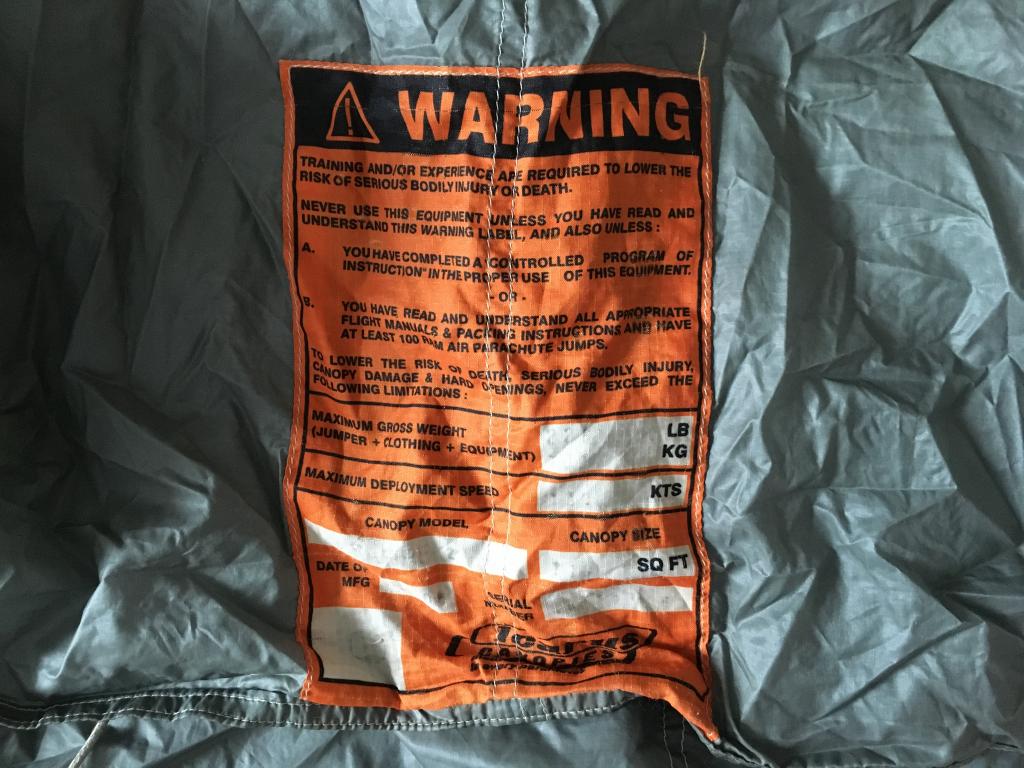 WARNING
TRAINING AND/OR EXPERIENCE ARE REQUIRED TO LOWER THE
RISK OF SERIOUS BODILY INJURY OR DEATH.
NEVER USE THIS EQUIPMENT UNLESS YOU HAVE READ AND
UNDERSTAND THIS WARNING LABEL, AND ALSO UNLESS :
A. YOU HAVE COMPLETED A "CONTROLLED PROGRAM OF
INSTRUCTION" IN THE PROPER USE OF THIS EQUIPMENT.
- OR -
B. YOU HAVE READ AND UNDERSTAND ALL APPROPRIATE
FLIGHT MANUALS & PACKING INSTRUCTIONS AND HAVE
AT LEAST 100 RAM AIR PARACHUTE JUMPS.
TO LOWER THE RISK OF DEATH, SERIOUS BODILY INJURY,
CANOPY DAMAGE & HARD OPENINGS, NEVER EXCEED THE
FOLLOWING LIMITATIONS :
MAXIMUM GROSS WEIGHT LB
(JUMPER + CLOTHING + EQUIPMENT) KG
MAXIMUM DEPLOYMENT SPEED KTS
CANOPY MODEL CANOPY SIZE
SQ FT
DATE OF
MFG
SERIAL
NUMBER
Icarus
CANOPIES